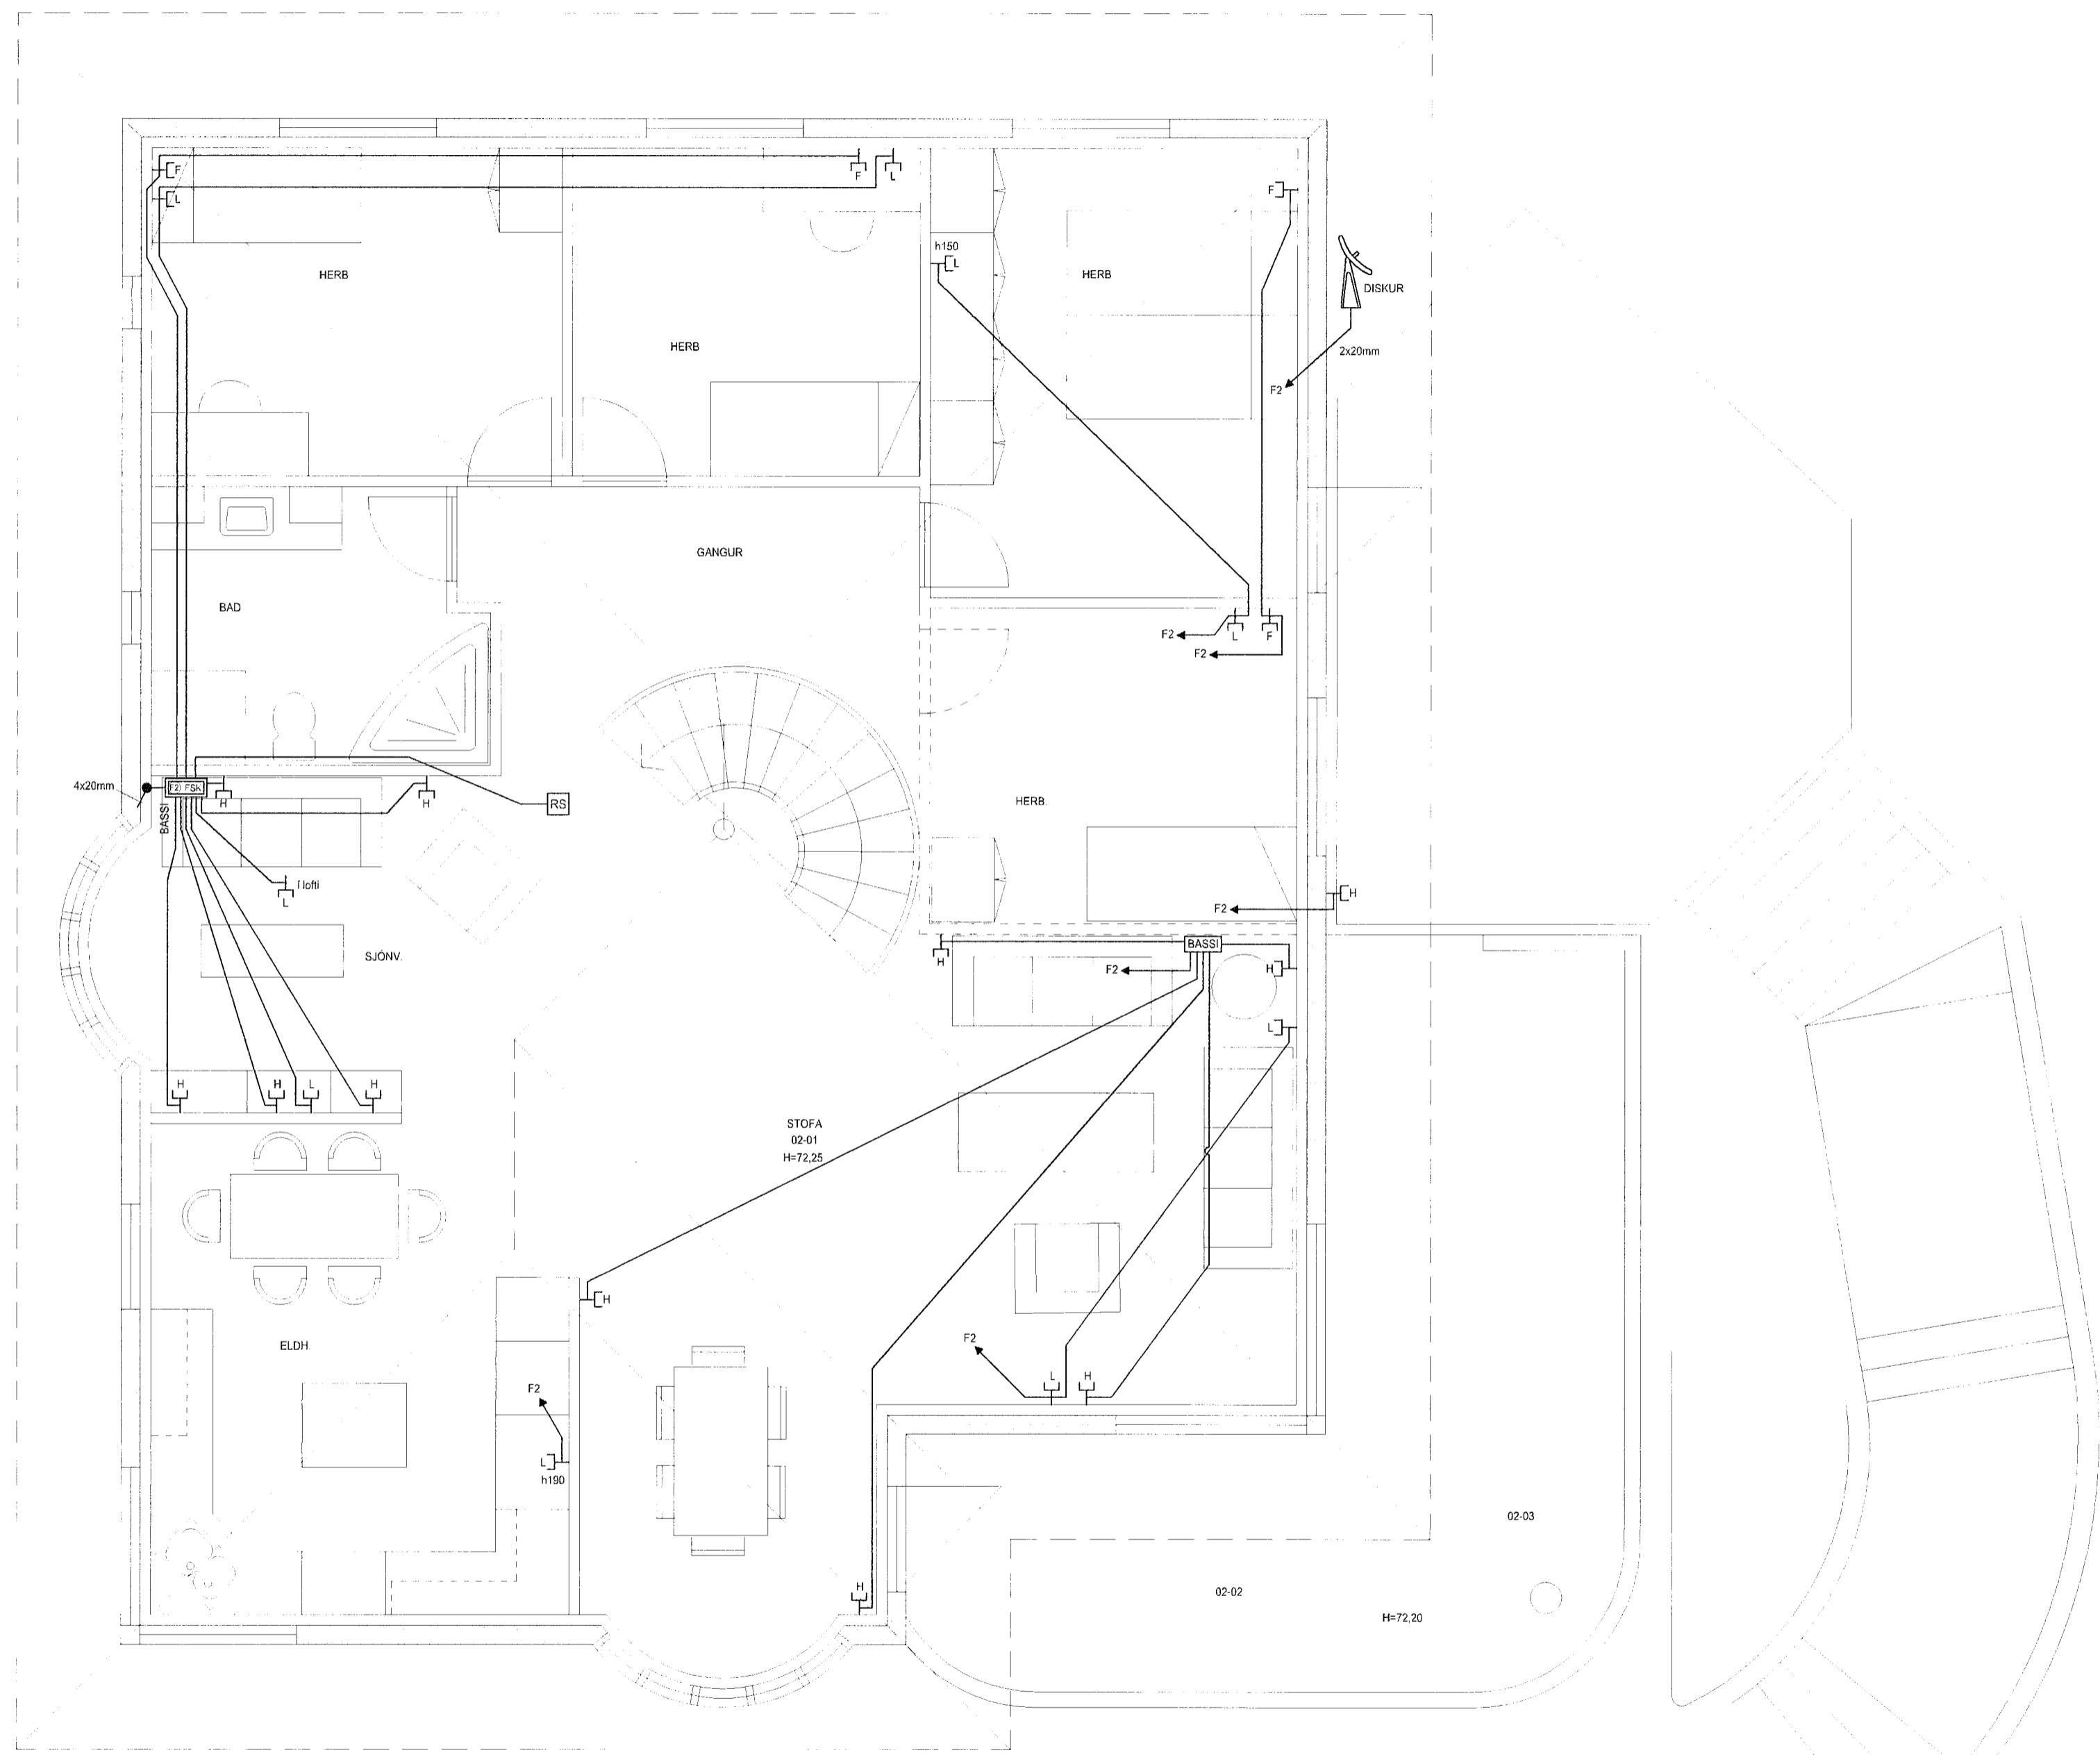 F
L
F
L
F
h150
L
HERB
HERB
HERB
DISKUR
2x20mm
F2
GANGUR
BAD
L
F
F2
F2
4x20mm
F2 FSK
BASSI
H
H
RS
HERB.
Í lofti
L
H
F2
SJÓNV.
H
BASSI
F2
H
L
H
H
L
H
STOFA
02-01
H=72,25
H
ELDH.
F2
F2
L
H
L
h190
02-03
H
02-02
H=72,20